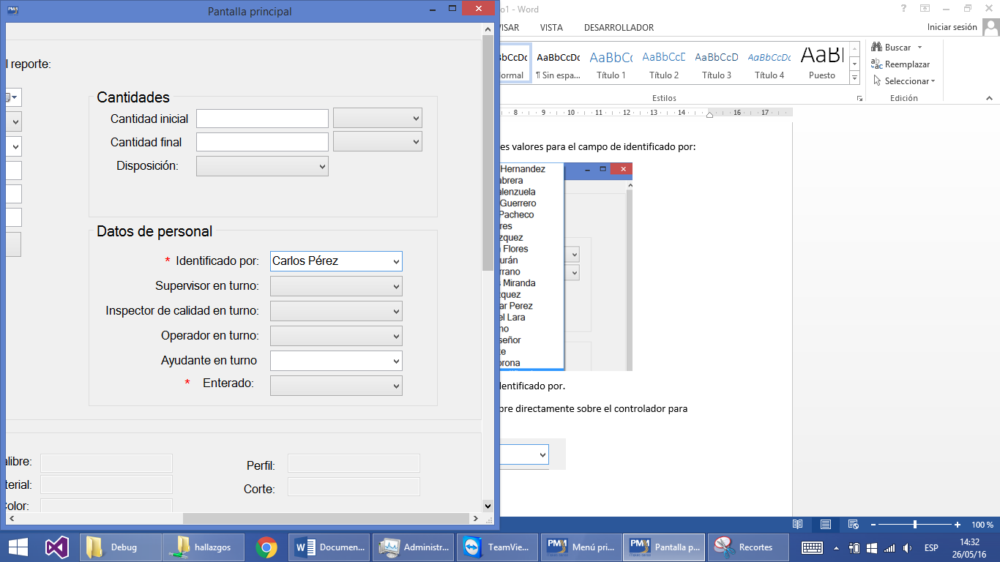 Pantalla principal
o1 - Word
ISAR
VISTA
DESARROLLADOR
Iniciar sesión
l reporte:
Cantidades
Cantidad inicial
Cantidad final
Disposición:
Datos de personal
* Identificado por: Carlos Pérez
Supervisor en turno:
Inspector de calidad en turno:
Operador en turno:
Ayudante en turno
* Enterado:
alibre:
terial:
Color:
Perfil:
Corte:
AaBbCcDc AaBbCcDc AaBbCc AaBbCcD AaBbCcD AaBbCcDc AaBl
ormal ¶ Sin espa... Título 1 Título 2 Título 3 Título 4 Puesto
Estilos
Buscar
Reemplazar
Seleccionar
Edición
8 9 10 11 12 13 14 16 17
es valores para el campo de identificado por:
Hernandez
abrera
alenzuela
Guerrero
Pacheco
res
zquez
Flores
urán
rrano
Miranda
zquez
ar Perez
el Lara
no
señor
te
orona
dentificado por.
bre directamente sobre el controlador para
100 %
Debug
hallazgos
Documen...
Administr...
TeamVie...
Menú pri...
Pantalla p...
Recortes
ESP
14:32
26/05/16